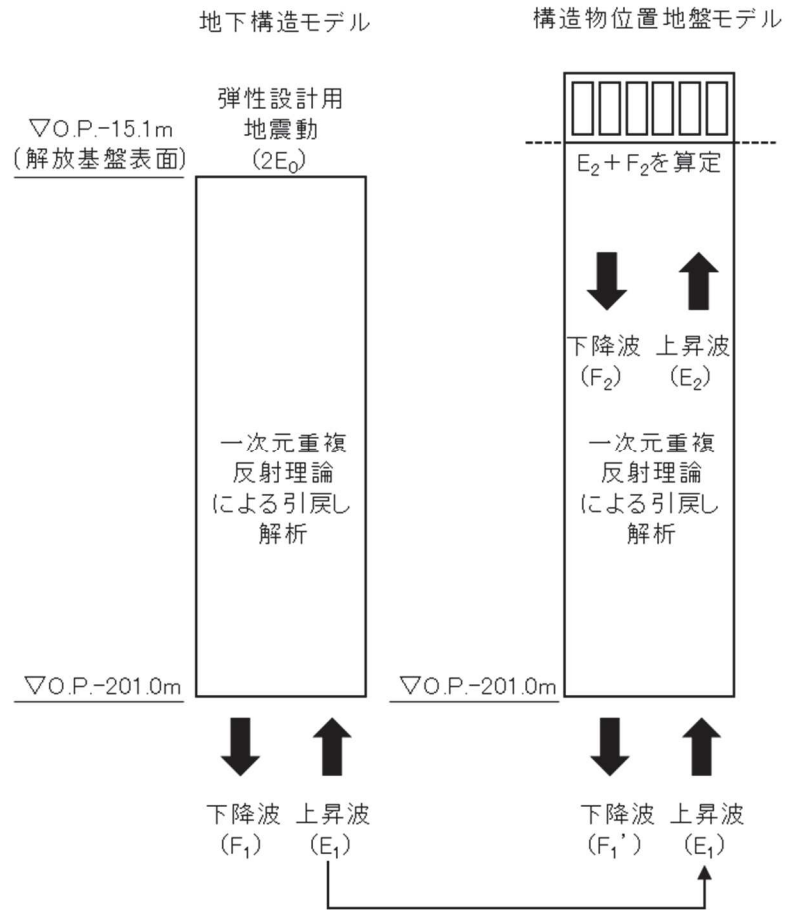 地下構造モデル
構造物位置地盤モデル
弾性設計用
地震動
(2E₀)
▽O.P.-15.1m
(解放基盤表面)
E₂+F₂を算定
下降波
(F₂)
上昇波
(E₂)
一次元重複
反射理論
による引戻し
解析
一次元重複
反射理論
による引戻し
解析
▽O.P.-201.0m
▽O.P.-201.0m
下降波
(F₁)
上昇波
(E₁)
下降波
(F₁')
上昇波
(E₁)